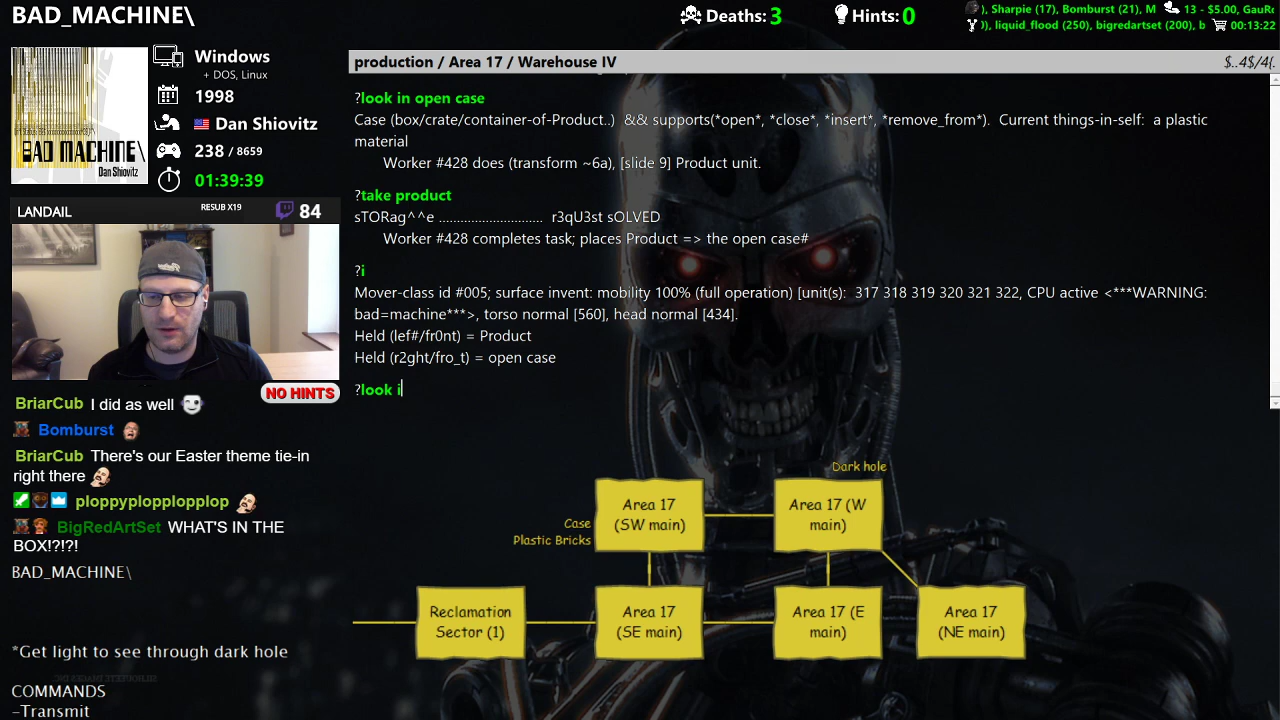 BAD_MACHINE\
Deaths: 3
Hints: 0
), Sharpie (17), Bomburst (21), M
13 - $5.00, GauR
)), liquid_flood (250), bigredartset (200), b
00:13:22
BAD MACHINE\
Dan Shiovitz
Windows
+ DOS, Linux
1998
Dan Shiovitz
238 / 8659
01:39:39
LANDAIL
RESUB X19
84
NO HINTS
BriarCub I did as well
Bomburst
BriarCub There's our Easter theme tie-in
right there
ploppyplopplopplop
BigRedArtSet WHAT'S IN THE
BOX!?!?!
BAD_MACHINE\
*Get light to see through dark hole
COMMANDS
-Transmit
production / Area 17 / Warehouse IV
$..4$/4{.
?look in open case
Case (box/crate/container-of-Product..) && supports(*open*, *close*, *insert*, *remove_from*). Current things-in-self: a plastic
material
Worker #428 does (transform ~6a), [slide 9] Product unit.
?take product
sTORag^^e ............................ r3qU3st sOLVED
Worker #428 completes task; places Product => the open case#
?i
Mover-class id #005; surface invent: mobility 100% (full operation) [unit(s): 317 318 319 320 321 322, CPU active <***WARNING:
bad=machine***>, torso normal [560], head normal [434].
Held (lef#/fr0nt) = Product
Held (r2ght/fro_t) = open case
?look i
Dark hole
Area 17
(SW main)
Area 17 (W
main)
Case
Plastic Bricks
Reclamation
Sector (1)
Area 17
(SE main)
Area 17 (E
main)
Area 17
(NE main)